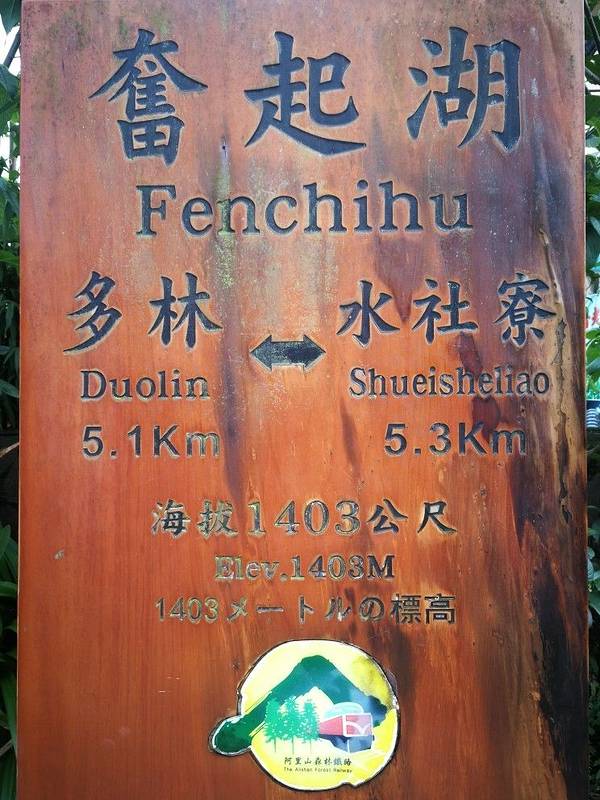 奮起湖
Fenchihu
多林 ↔ 水社寮
Duolin Shueisheliao
5.1Km 5.3Km
海拔1403公尺
Elev.1403M
1403メートルの標高
阿里山森林鐵路
The Alishan Forest Railway